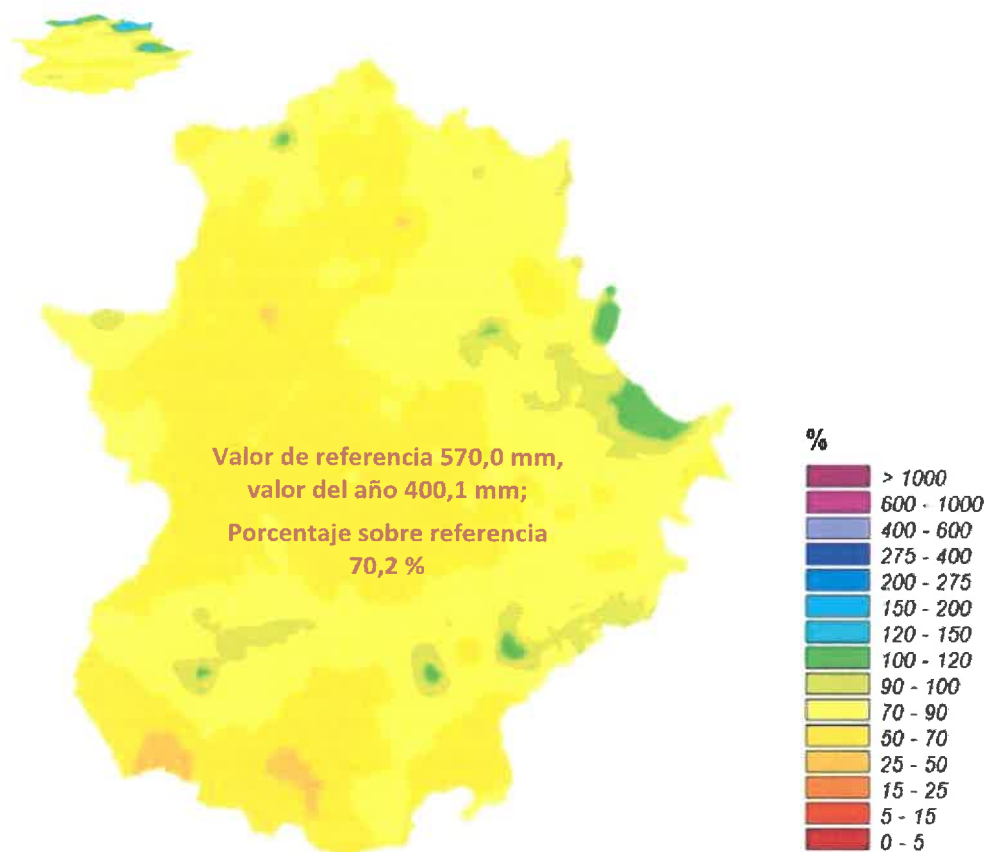 Valor de referencia 570,0 mm,
valor del año 400,1 mm;
Porcentaje sobre referencia
70,2 %
%
> 1000
600 - 1000
400 - 600
275 - 400
200 - 275
150 - 200
120 - 150
100 - 120
90 - 100
70 - 90
50 - 70
25 - 50
15 - 25
5 - 15
0 - 5